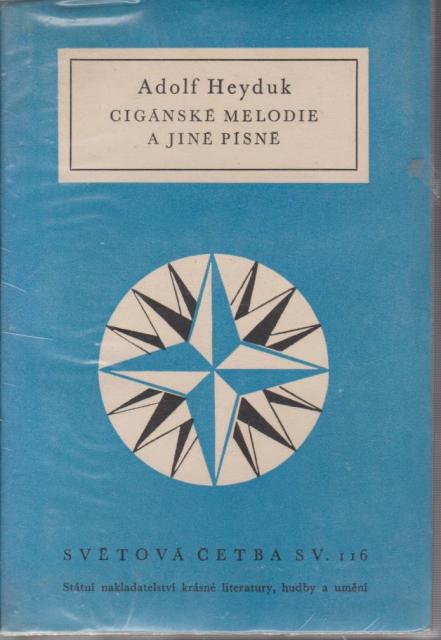 Adolf Heyduk
CIGÁNSKÉ MELODIE
A JINÉ PÍSNĚ
SVĚTOVÁ ČETBA SV. 116
Státní nakladatelství krásné literatury, hudby a umění